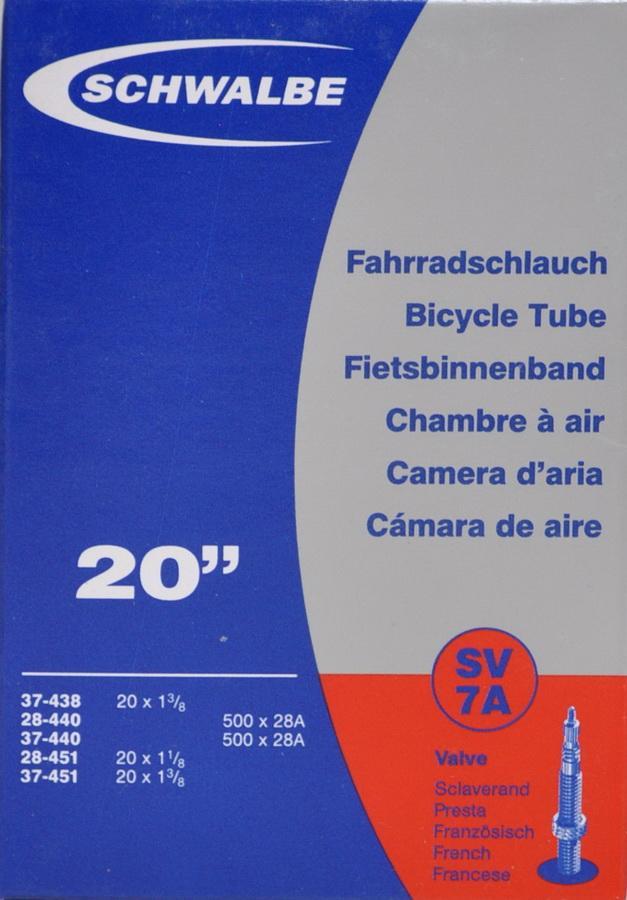 SCHWALBE
Fahrradschlauch
Bicycle Tube
Fietsbinnenband
Chambre à air
Camera d'aria
Cámara de aire
20”
37-438 20 x 1³/₈
28-440 500 x 28A
37-440 500 x 28A
28-451 20 x 1¹/₈
37-451 20 x 1³/₈
SV
7A
Valve
Sclaverand
Presta
Französisch
French
Francese